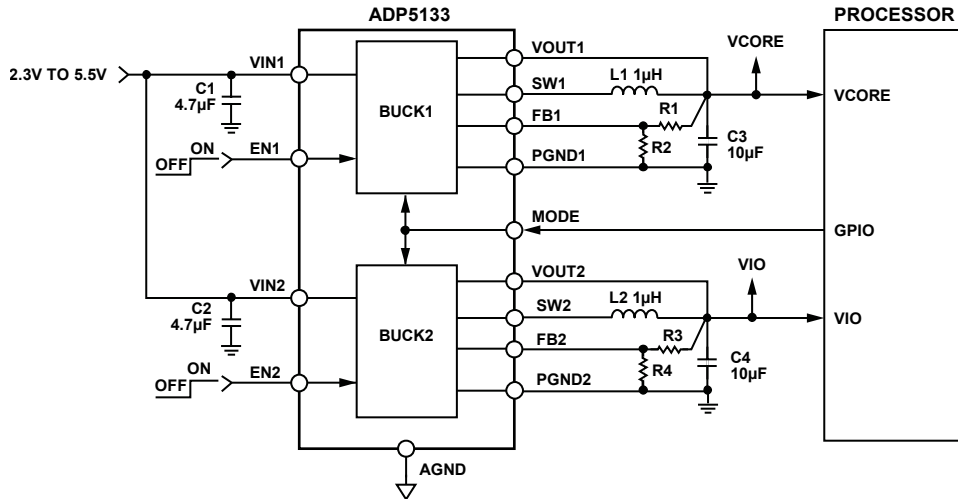 ADP5133
PROCESSOR
2.3V TO 5.5V
VIN1
C1
4.7µF
OFF
ON
EN1
BUCK1
VOUT1
SW1
FB1
PGND1
L1 1µH
R1
R2
C3
10µF
VCORE
VCORE
MODE
GPIO
VIN2
C2
4.7µF
OFF
ON
EN2
BUCK2
VOUT2
SW2
FB2
PGND2
L2 1µH
R3
R4
C4
10µF
VIO
VIO
AGND